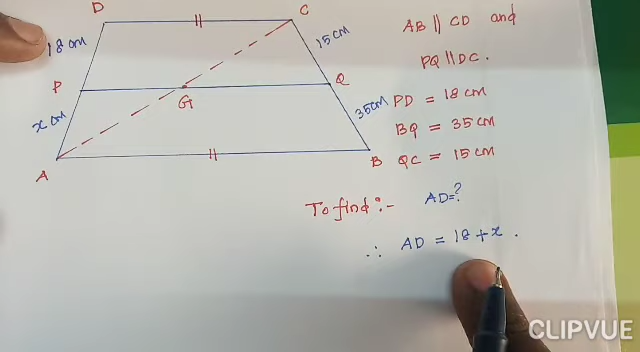 D
C
18 cm
15 cm
P
Q
G
x cm
35cm
A
B
AB || CD and
PQ || DC.
PD = 18 cm
BQ = 35 cm
QC = 15 cm
To find :- AD=?
∴ AD = 18 + x .
CLIPVUE